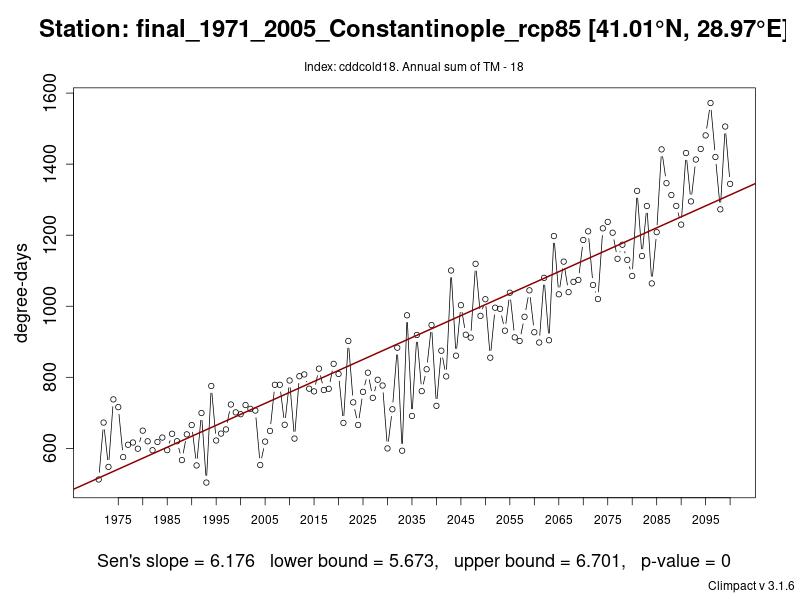 Station: final_1971_2005_Constantinople_rcp85 [41.01°N, 28.97°E]
Index: cddcold18. Annual sum of TM - 18
degree-days
1600
1400
1200
1000
800
600
1975 1985 1995 2005 2015 2025 2035 2045 2055 2065 2075 2085 2095
Sen's slope = 6.176 lower bound = 5.673, upper bound = 6.701, p-value = 0
Climpact v 3.1.6